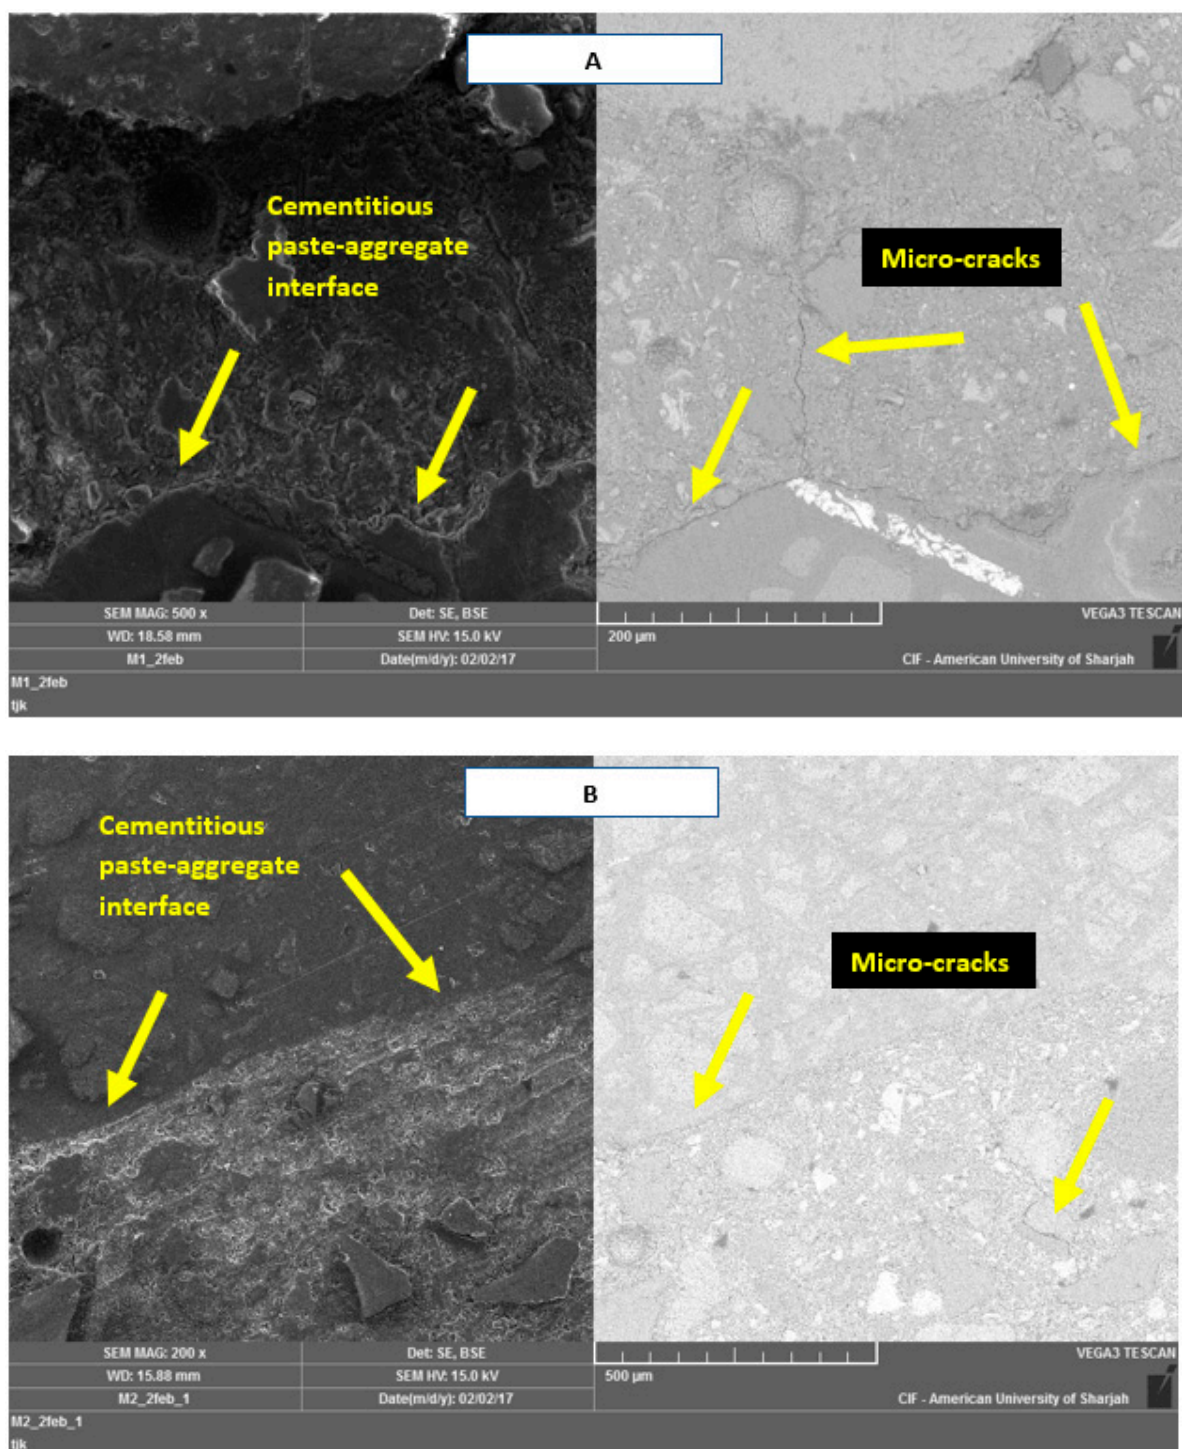 A
Cementitious
paste-aggregate
interface
Micro-cracks
SEM MAG: 500 x
Det: SE, BSE
VEGA3 TESCAN
WD: 18.58 mm
SEM HV: 15.0 kV
200 µm
M1_2feb
Date(m/d/y): 02/02/17
CIF - American University of Sharjah
M1_2feb
tjk
B
Cementitious
paste-aggregate
interface
Micro-cracks
SEM MAG: 200 x
Det: SE, BSE
VEGA3 TESCAN
WD: 15.88 mm
SEM HV: 15.0 kV
500 µm
M2_2feb_1
Date(m/d/y): 02/02/17
CIF - American University of Sharjah
M2_2feb_1
tjk